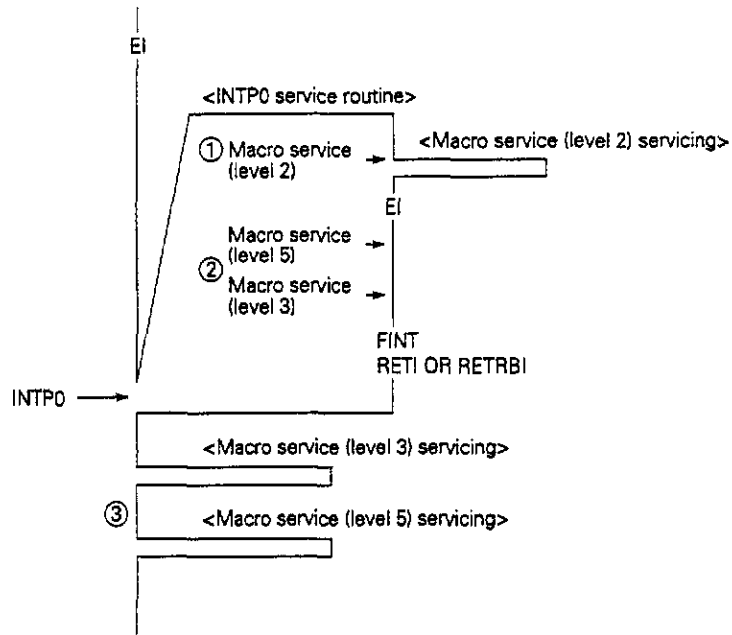 EI
<INTP0 service routine>
① Macro service
(level 2)
<Macro service (level 2) servicing>
EI
Macro service
(level 5)
②
Macro service
(level 3)
FINT
RETI OR RETRBI
INTP0
<Macro service (level 3) servicing>
③
<Macro service (level 5) servicing>